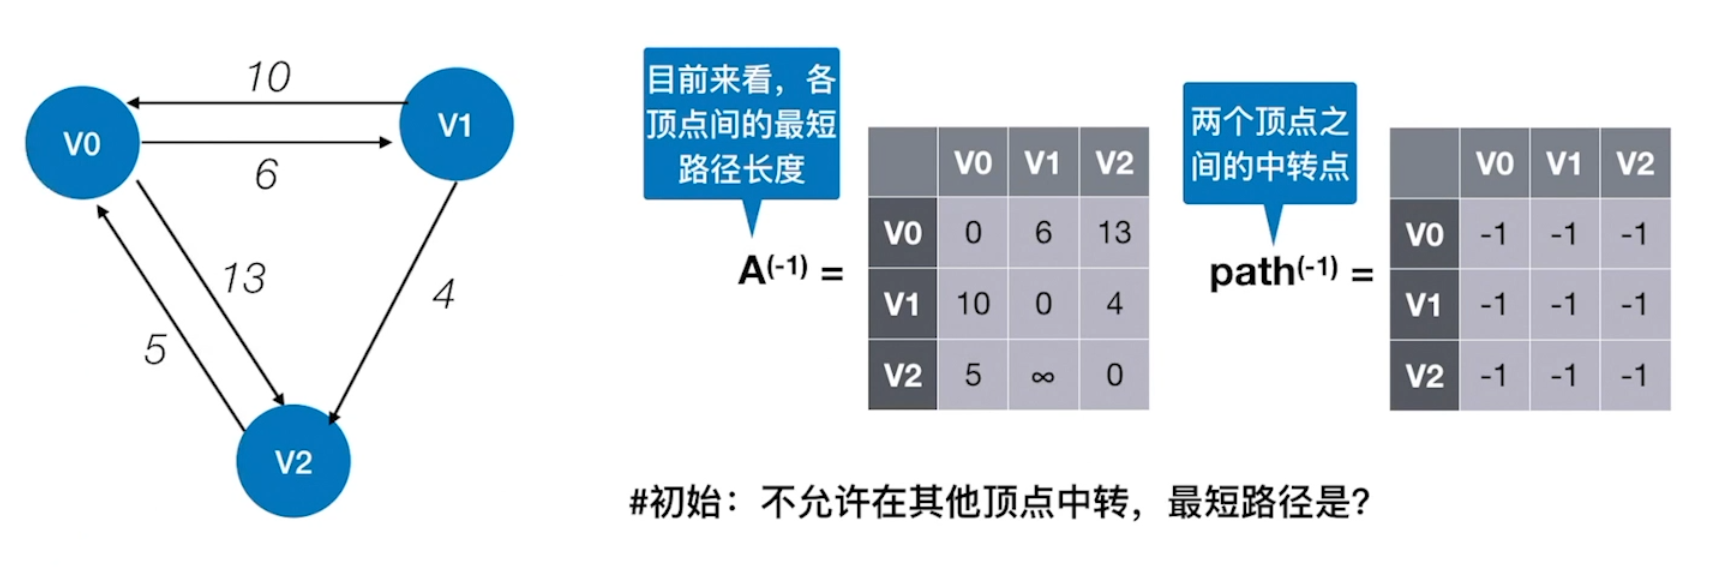 10
6
13
4
5
V0
V1
V2
目前来看，各
顶点间的最短
路径长度
A(-1) =
V0 V1 V2
V0 0 6 13
V1 10 0 4
V2 5 ∞ 0
两个顶点之
间的中转点
path(-1) =
V0 V1 V2
V0 -1 -1 -1
V1 -1 -1 -1
V2 -1 -1 -1
#初始：不允许在其他顶点中转，最短路径是？